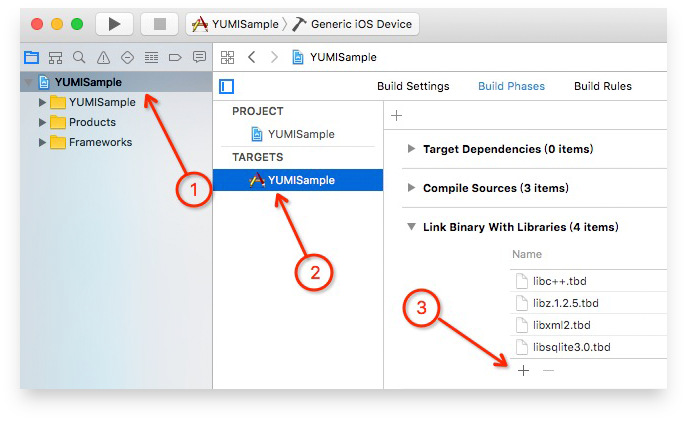 YUMISample Generic iOS Device
YUMISample
Build Settings Build Phases Build Rules
YUMISample
YUMISample
Products
Frameworks
PROJECT
YUMISample
TARGETS
YUMISample
Target Dependencies (0 items)
Compile Sources (3 items)
Link Binary With Libraries (4 items)
Name
libc++.tbd
libz.1.2.5.tbd
libxml2.tbd
libsqlite3.0.tbd
1
2
3